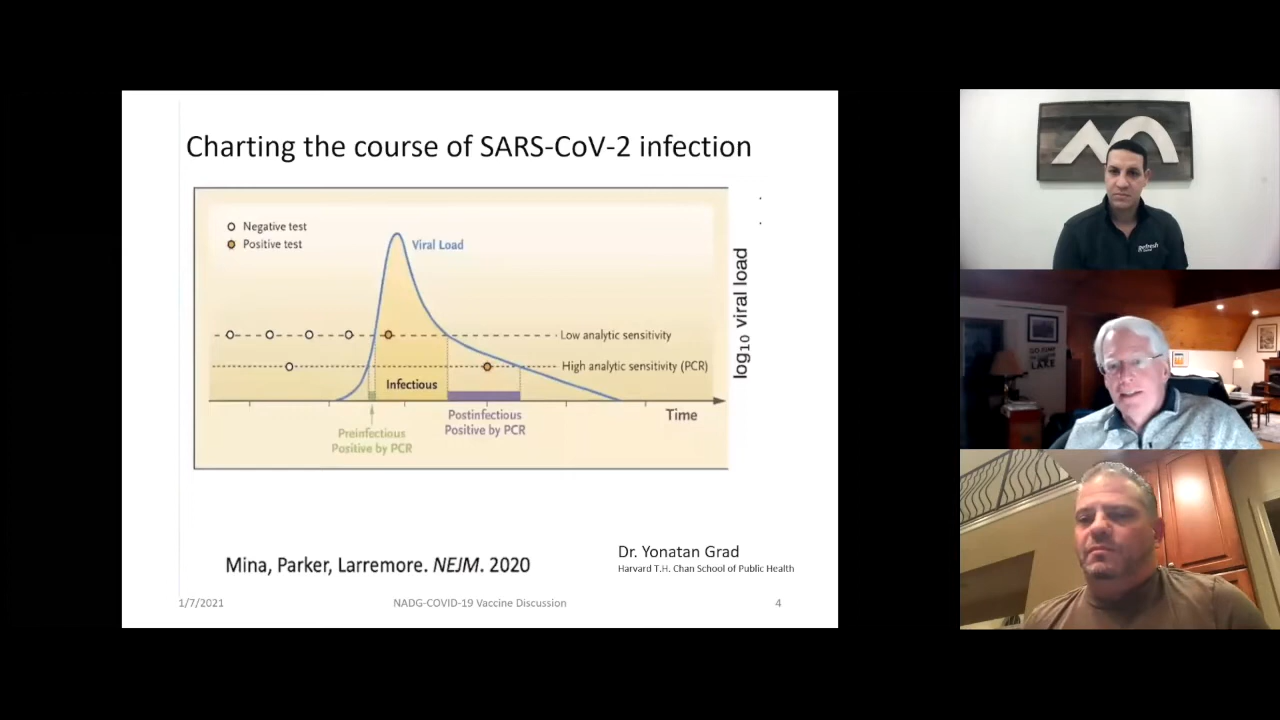 Charting the course of SARS-CoV-2 infection
Negative test
Positive test
Viral Load
Low analytic sensitivity
High analytic sensitivity (PCR)
Infectious
Time
Preinfectious
Positive by PCR
Postinfectious
Positive by PCR
log10 viral load
Mina, Parker, Larremore. NEJM. 2020
Dr. Yonatan Grad
Harvard T.H. Chan School of Public Health
1/7/2021
NADG-COVID-19 Vaccine Discussion
4
refresh
LAKE